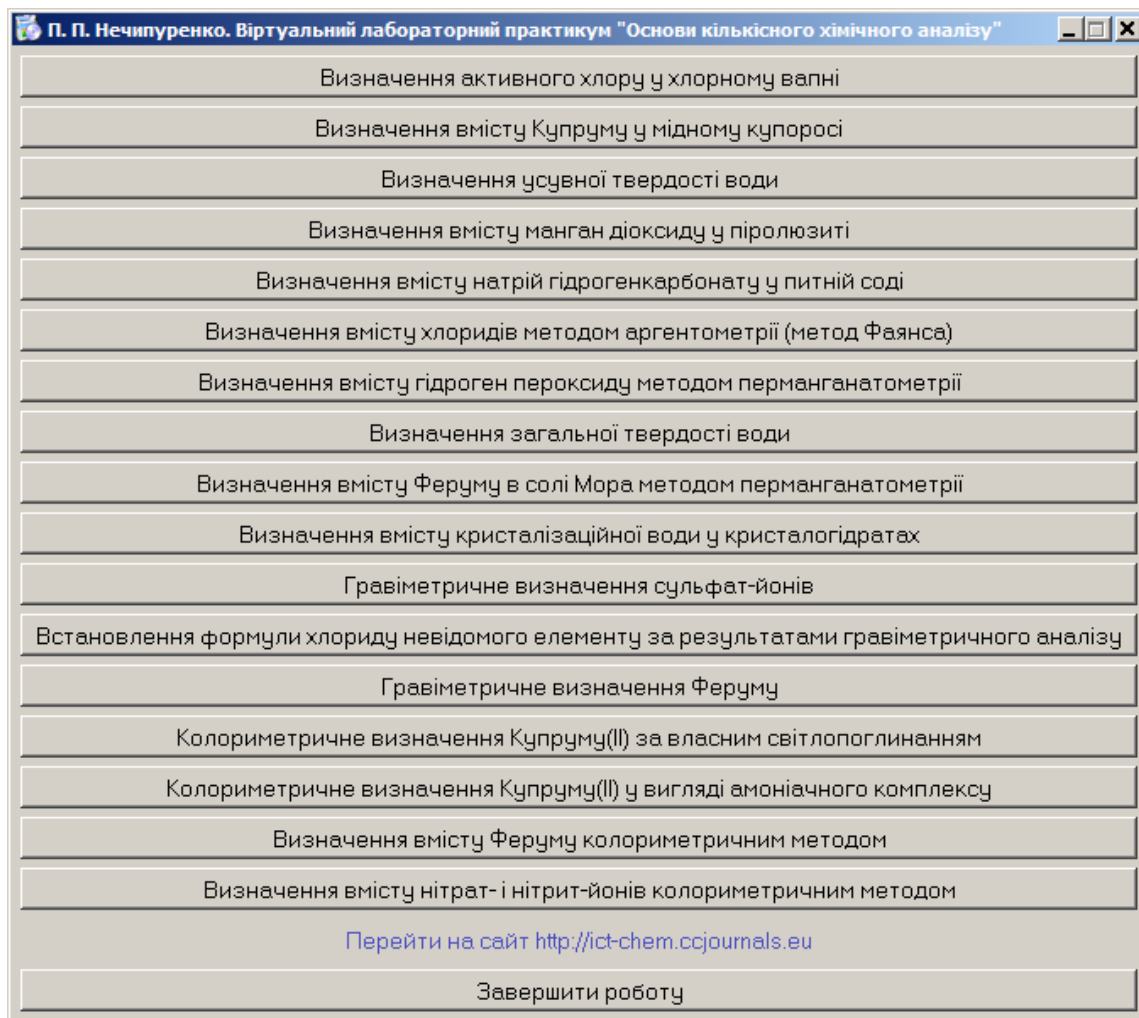 П. П. Нечипуренко. Віртуальний лабораторний практикум "Основи кількісного хімічного аналізу"
Визначення активного хлору у хлорному вапні
Визначення вмісту Купруму у мідному купоросі
Визначення усувної твердості води
Визначення вмісту манган діоксиду у піролюзиті
Визначення вмісту натрій гідрогенкарбонату у питній соді
Визначення вмісту хлоридів методом аргентометрії (метод Фаянса)
Визначення вмісту гідроген пероксиду методом перманганатометрії
Визначення загальної твердості води
Визначення вмісту Феруму в солі Мора методом перманганатометрії
Визначення вмісту кристалізаційної води у кристалогідратах
Гравіметричне визначення сульфат-йонів
Встановлення формули хлориду невідомого елементу за результатами гравіметричного аналізу
Гравіметричне визначення Феруму
Колориметричне визначення Купруму(II) за власним світлопоглинанням
Колориметричне визначення Купруму(II) у вигляді амоніачного комплексу
Визначення вмісту Феруму колориметричним методом
Визначення вмісту нітрат- і нітрит-йонів колориметричним методом
Перейти на сайт http://ict-chem.ccjournals.eu
Завершити роботу